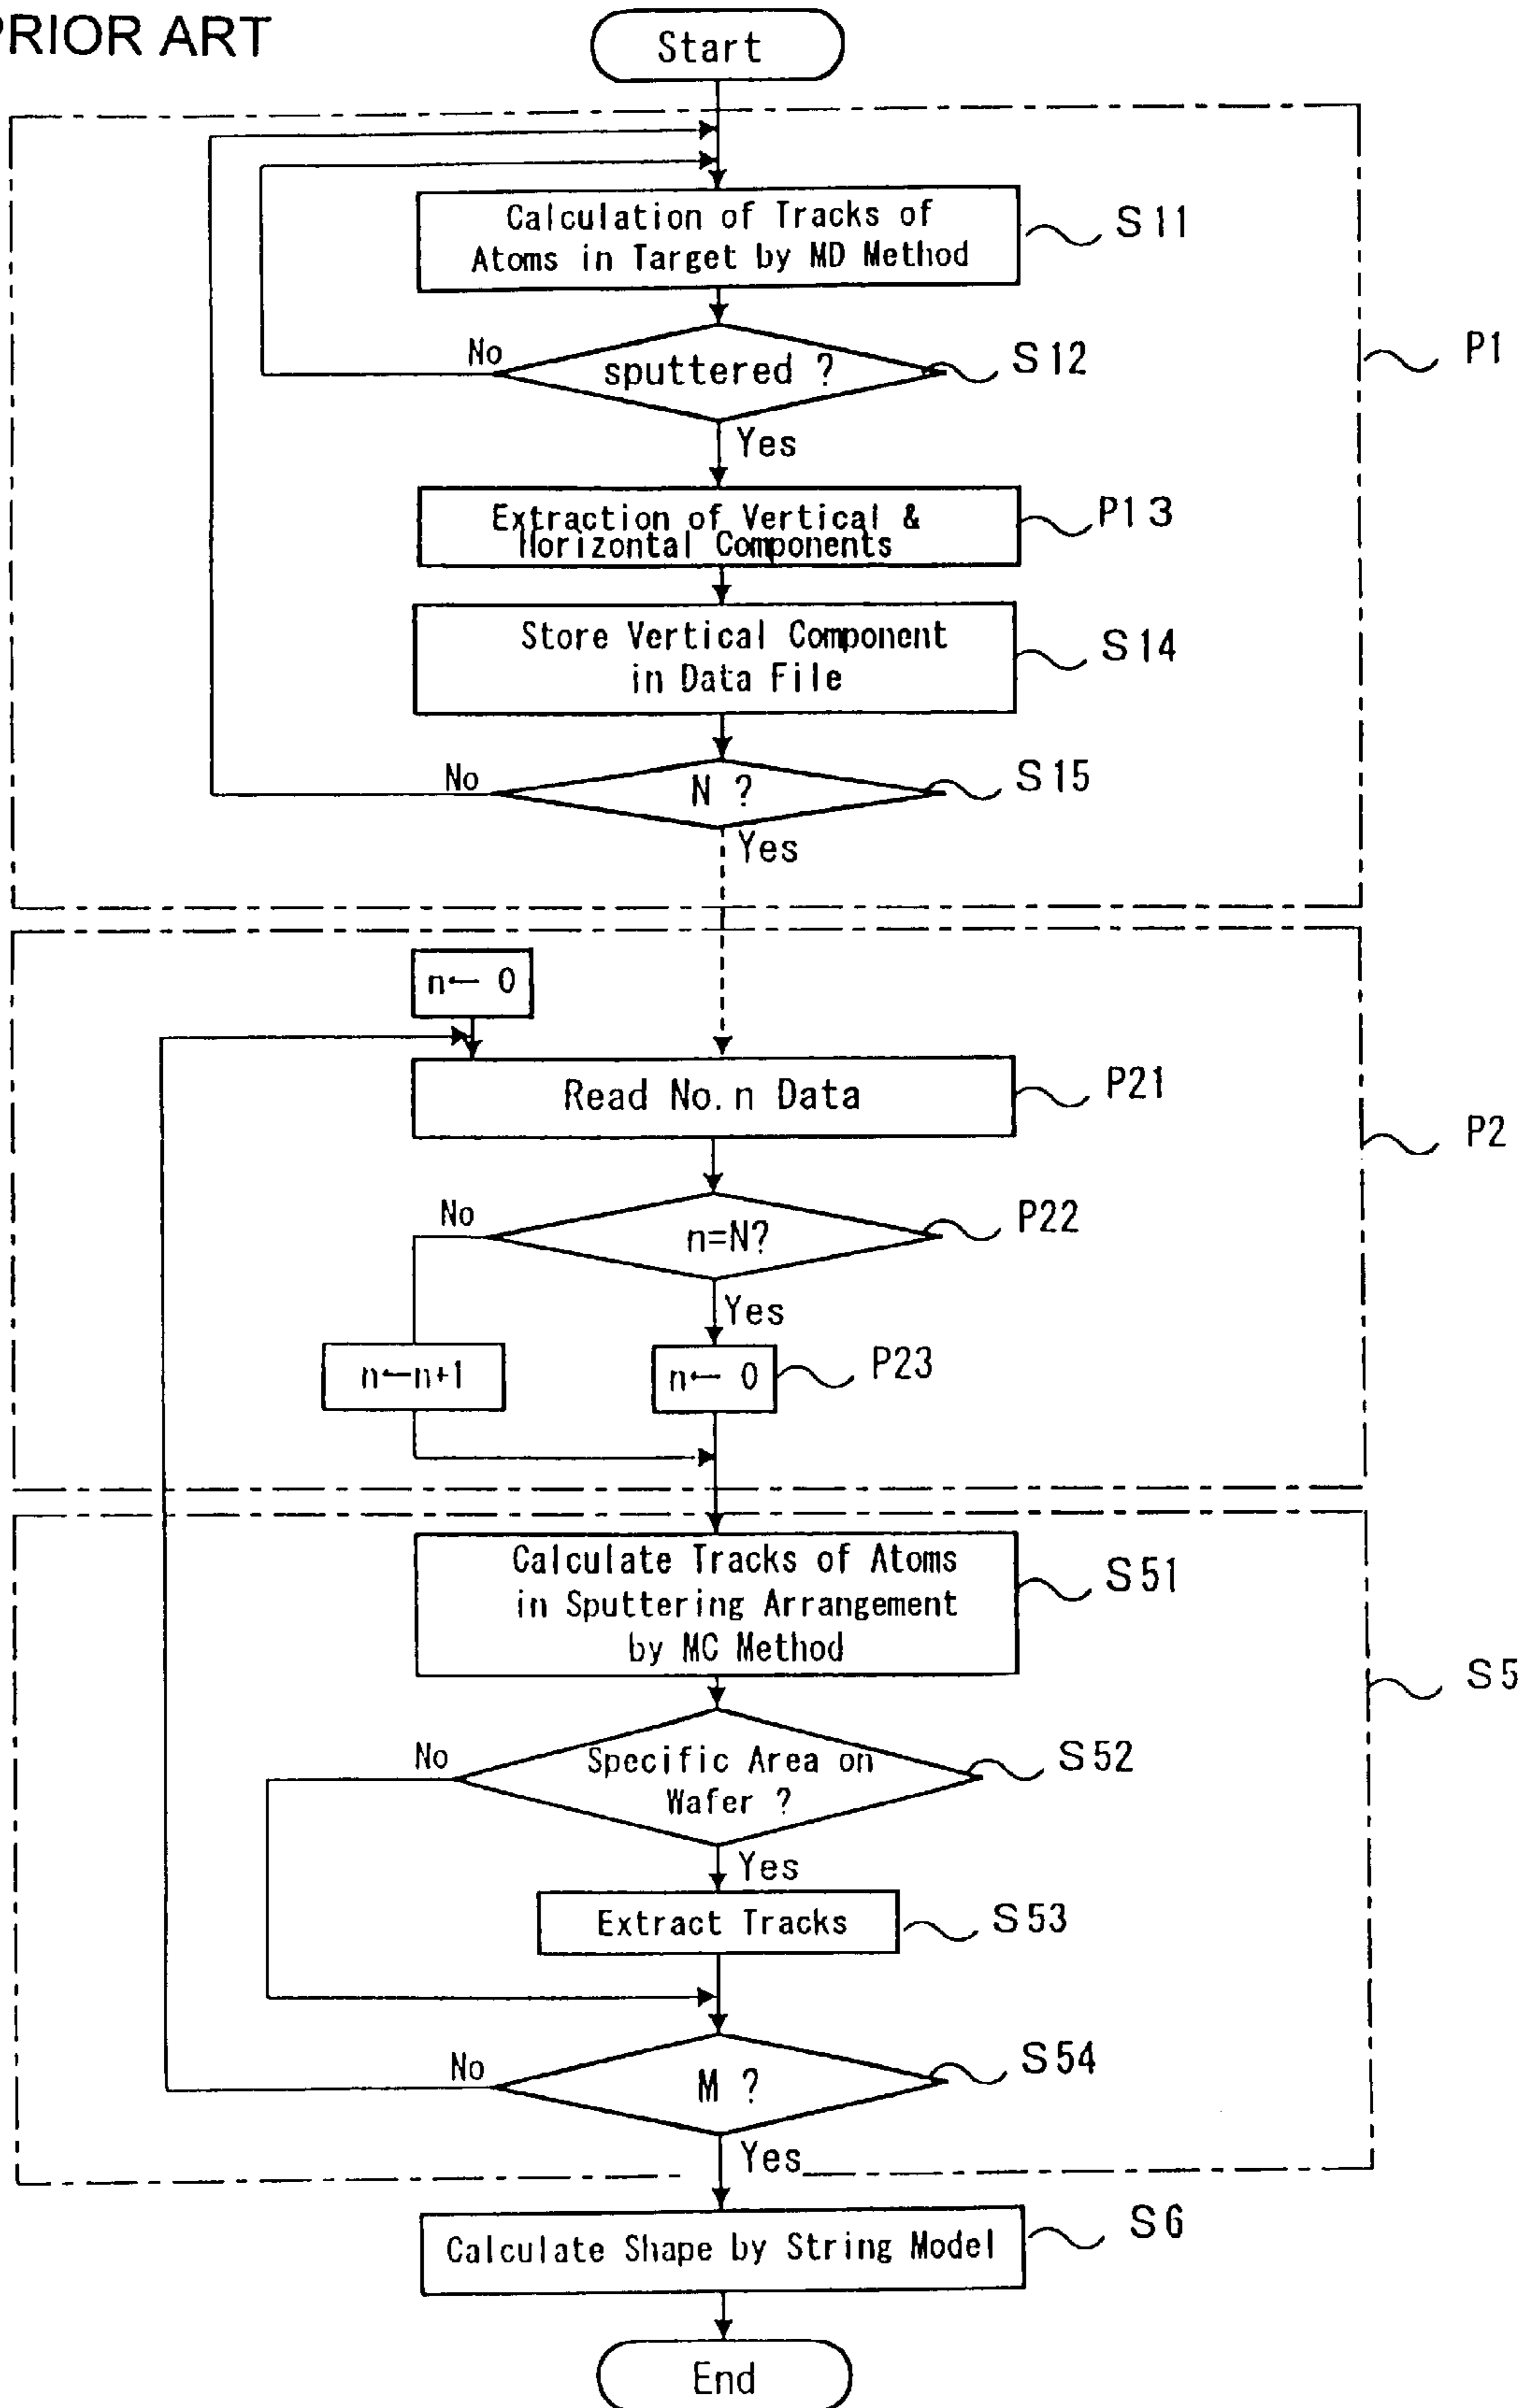 PRIOR ART
Start
Calculation of Tracks of
Atoms in Target by MD Method
S11
No
sputtered ?
S12
P1
Yes
Extraction of Vertical &
Horizontal Components
P13
Store Vertical Component
in Data File
S14
No
N ?
S15
Yes
n← 0
Read No. n Data
P21
P2
No
n=N?
P22
Yes
n←n+1
n← 0
P23
Calculate Tracks of Atoms
in Sputtering Arrangement
by MC Method
S51
S5
No
Specific Area on
Wafer ?
S52
Yes
Extract Tracks
S53
No
M ?
S54
Yes
Calculate Shape by String Model
S6
End